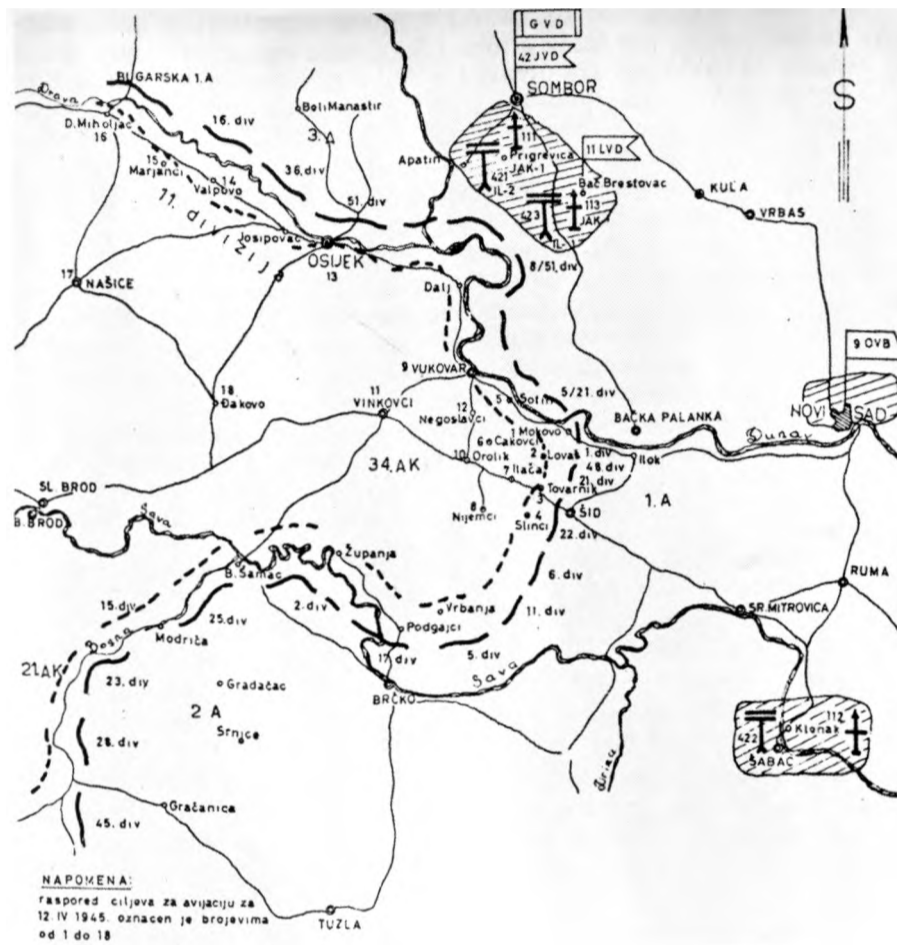 GVD
42 JVD
SOMBOR
S
BUGARSKA 1.A
Drava
D. Miholjac
16
Beli Manastir
16. div
3.A
111
11 LVD
15
Marjanci
14
Valpovo
36. div
Apatin
Prigrevica
JAK-1
421
IL-2
Bač Brestovac
113
JAK-1
423
IL-2
KULA
VRBAS
11. DIVIZIJ
51. div
Josipovac
OSIJEK
13
17
NAŠICE
Dalj
8/51. div
9 VUKOVAR
9 OVB
18
Đakovo
11
VINKOVCI
12
Negoslavci
5
Sotin
5/21. div
BAČKA PALANKA
NOVI SAD
Dunav
1
Mokovo
6
Čakovci
10 Orolik
2
Lovak
1. div
48. div
21. div
Ilok
34.AK
7
Ilača
Tovarnik
3
8
Nijemci
4
Slinci
ŠID
1.A
22. div
SL. BROD
B. BROD
Sava
B. Šamac
Županja
6. div
RUMA
15. div
25. div
2. div
Vrbanja
11. div
SR. MITROVICA
Bosna
Modriča
Podgajci
17. div
5. div
Sava
21.AK
23. div
Gradačac
BRČKO
2 A
Srnice
28. div
Drina
422
ŠABAC
Klenak
112
Gračanica
45. div
TUZLA
NAPOMENA:
raspored ciljeva za avijaciju za
12. IV 1945. označen je brojevima
od 1 do 18